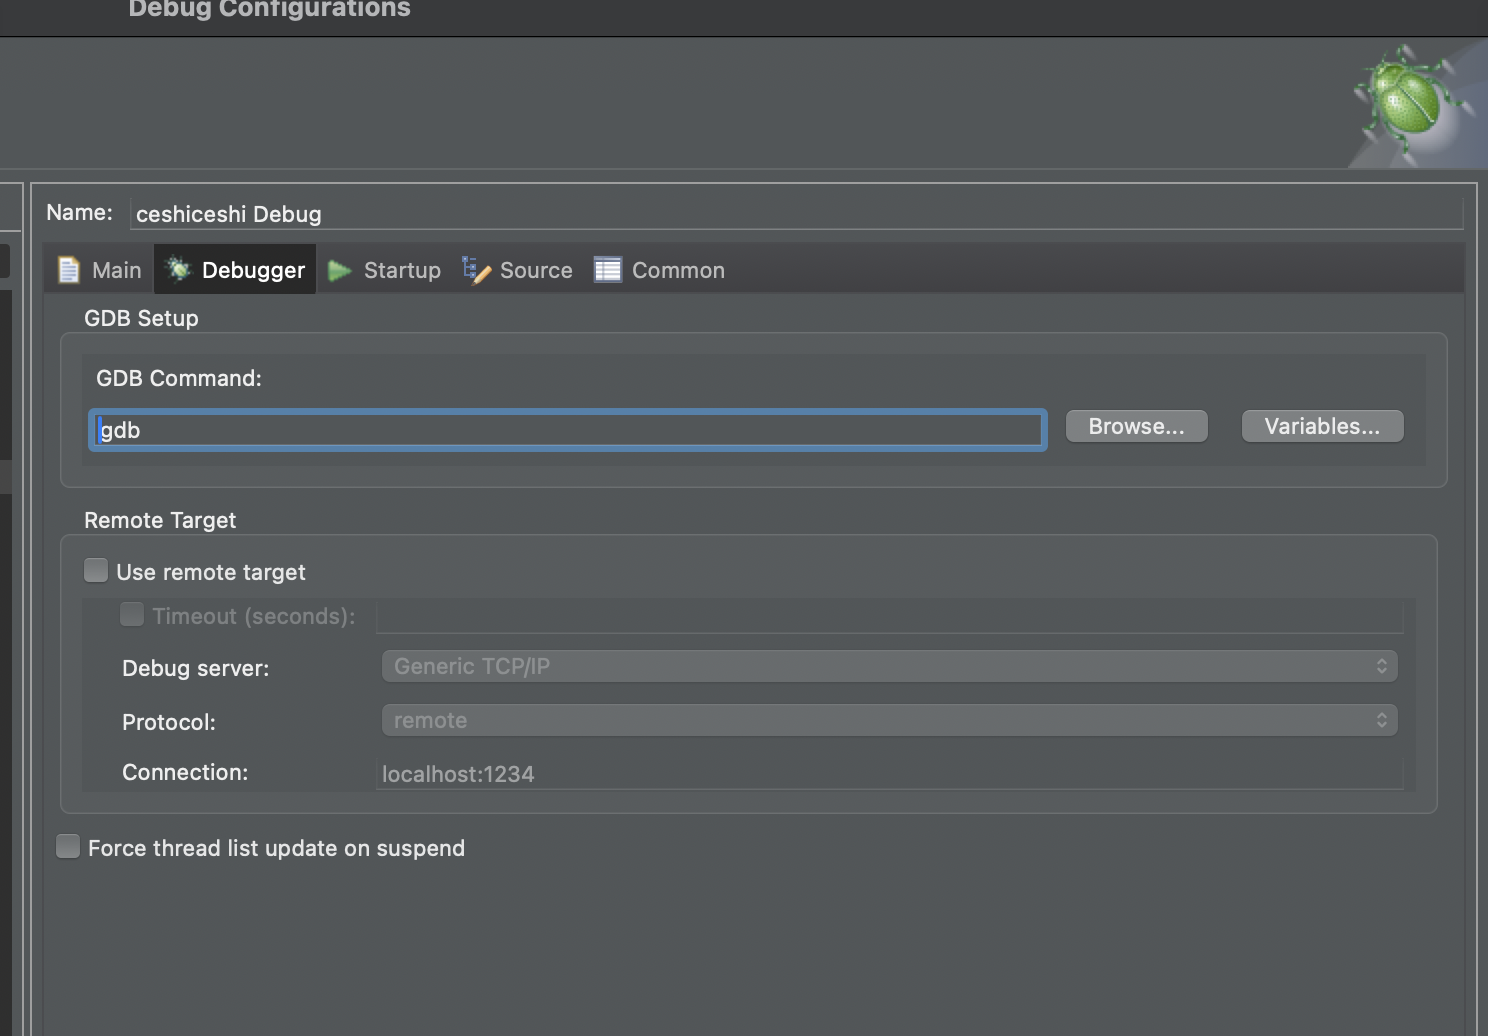 Debug Configurations
Name: ceshiceshi Debug
Main Debugger Startup Source Common
GDB Setup
GDB Command:
gdb Browse... Variables...
Remote Target
Use remote target
Timeout (seconds):
Debug server: Generic TCP/IP
Protocol: remote
Connection: localhost:1234
Force thread list update on suspend